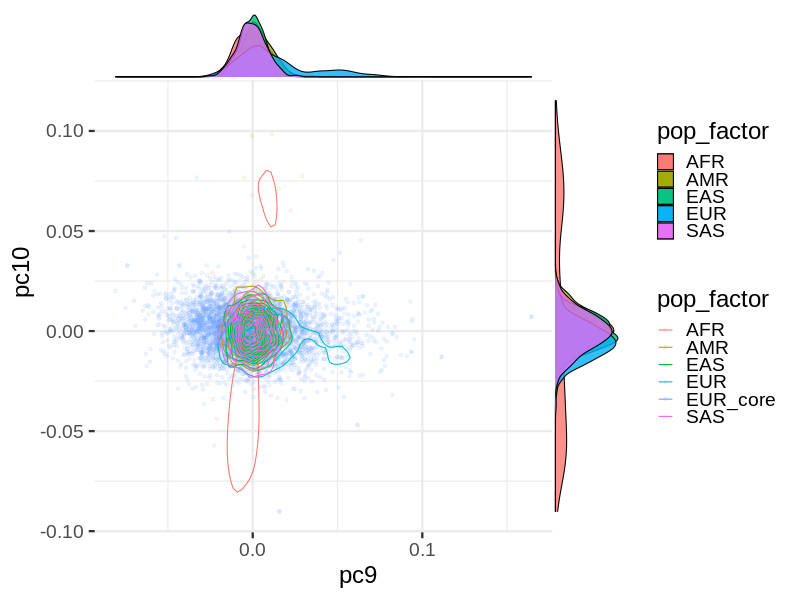 0.10
0.05
0.00
-0.05
-0.10
pc10
0.0
0.1
pc9
pop_factor
AFR
AMR
EAS
EUR
SAS
pop_factor
AFR
AMR
EAS
EUR
EUR_core
SAS